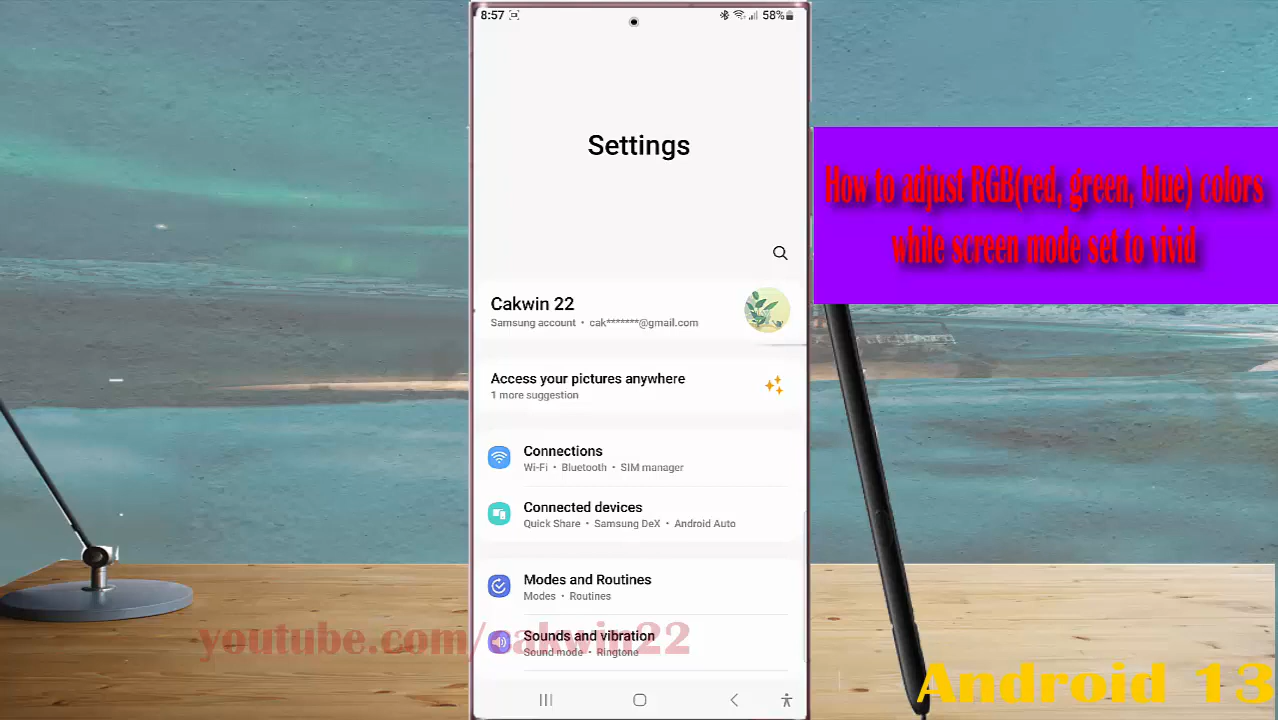 8:57
58%
Settings
How to adjust RGB(red, green, blue) colors
while screen mode set to vivid
Cakwin 22
Samsung account • cak*******@gmail.com
Access your pictures anywhere
1 more suggestion
Connections
Wi-Fi • Bluetooth • SIM manager
Connected devices
Quick Share • Samsung DeX • Android Auto
Modes and Routines
Modes • Routines
Sounds and vibration
Sound mode • Ringtone
youtube.com/cakwin22
Android 13